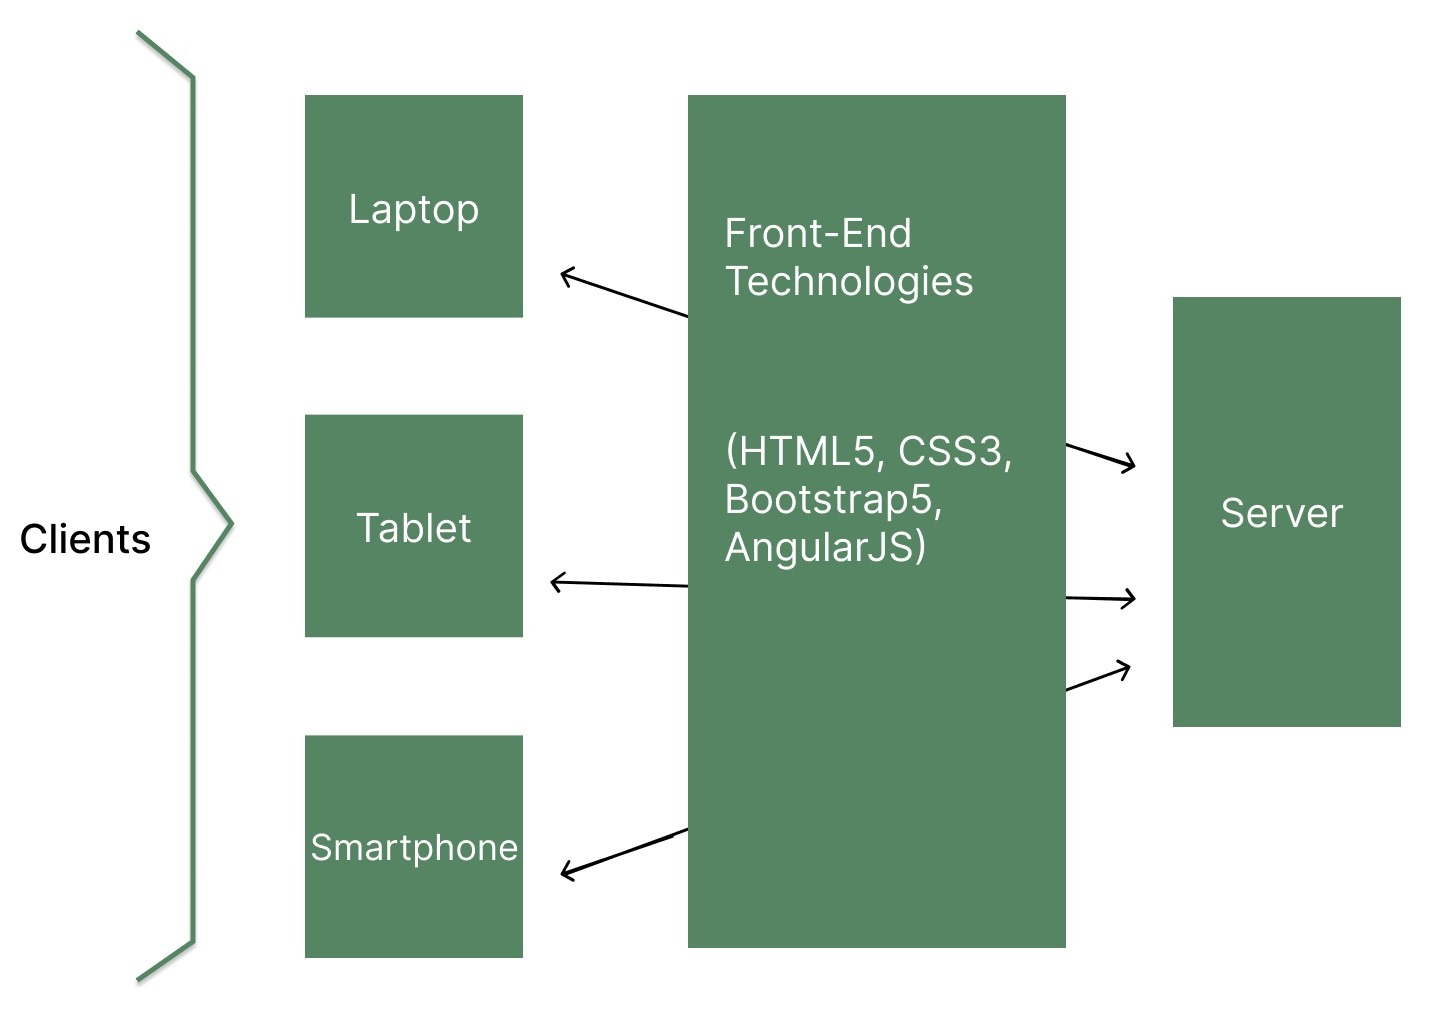 Clients
Laptop
Tablet
Smartphone
Front-End
Technologies
(HTML5, CSS3,
Bootstrap5,
AngularJS)
Server